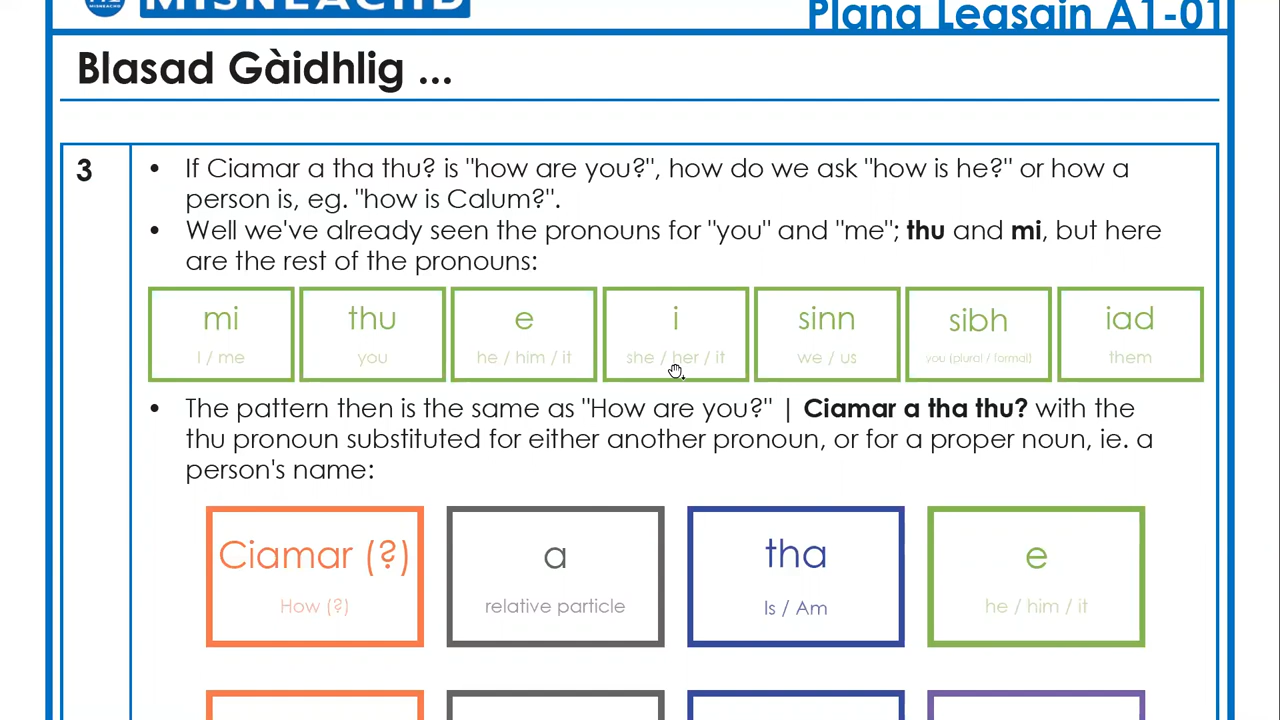 MISNEACHD
Plana Leasain A1-01
Blasad Gàidhlig ...
3
• If Ciamar a tha thu? is "how are you?", how do we ask "how is he?" or how a
person is, eg. "how is Calum?".
• Well we've already seen the pronouns for "you" and "me"; thu and mi, but here
are the rest of the pronouns:
mi
I / me
thu
you
e
he / him / it
i
she / her / it
sinn
we / us
sibh
you (plural / formal)
iad
them
• The pattern then is the same as "How are you?" | Ciamar a tha thu? with the
thu pronoun substituted for either another pronoun, or for a proper noun, ie. a
person's name:
Ciamar (?)
How (?)
a
relative particle
tha
Is / Am
e
he / him / it